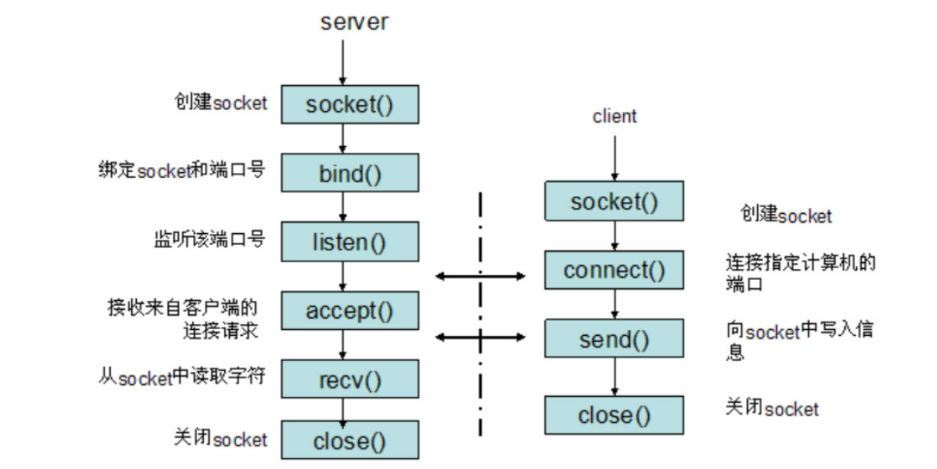 server
创建socket
socket()
绑定socket和端口号
bind()
监听该端口号
listen()
接收来自客户端的
连接请求
accept()
从socket中读取字符
recv()
关闭socket
close()
client
socket()
创建socket
connect()
连接指定计算机的
端口
send()
向socket中写入信
息
close()
关闭socket